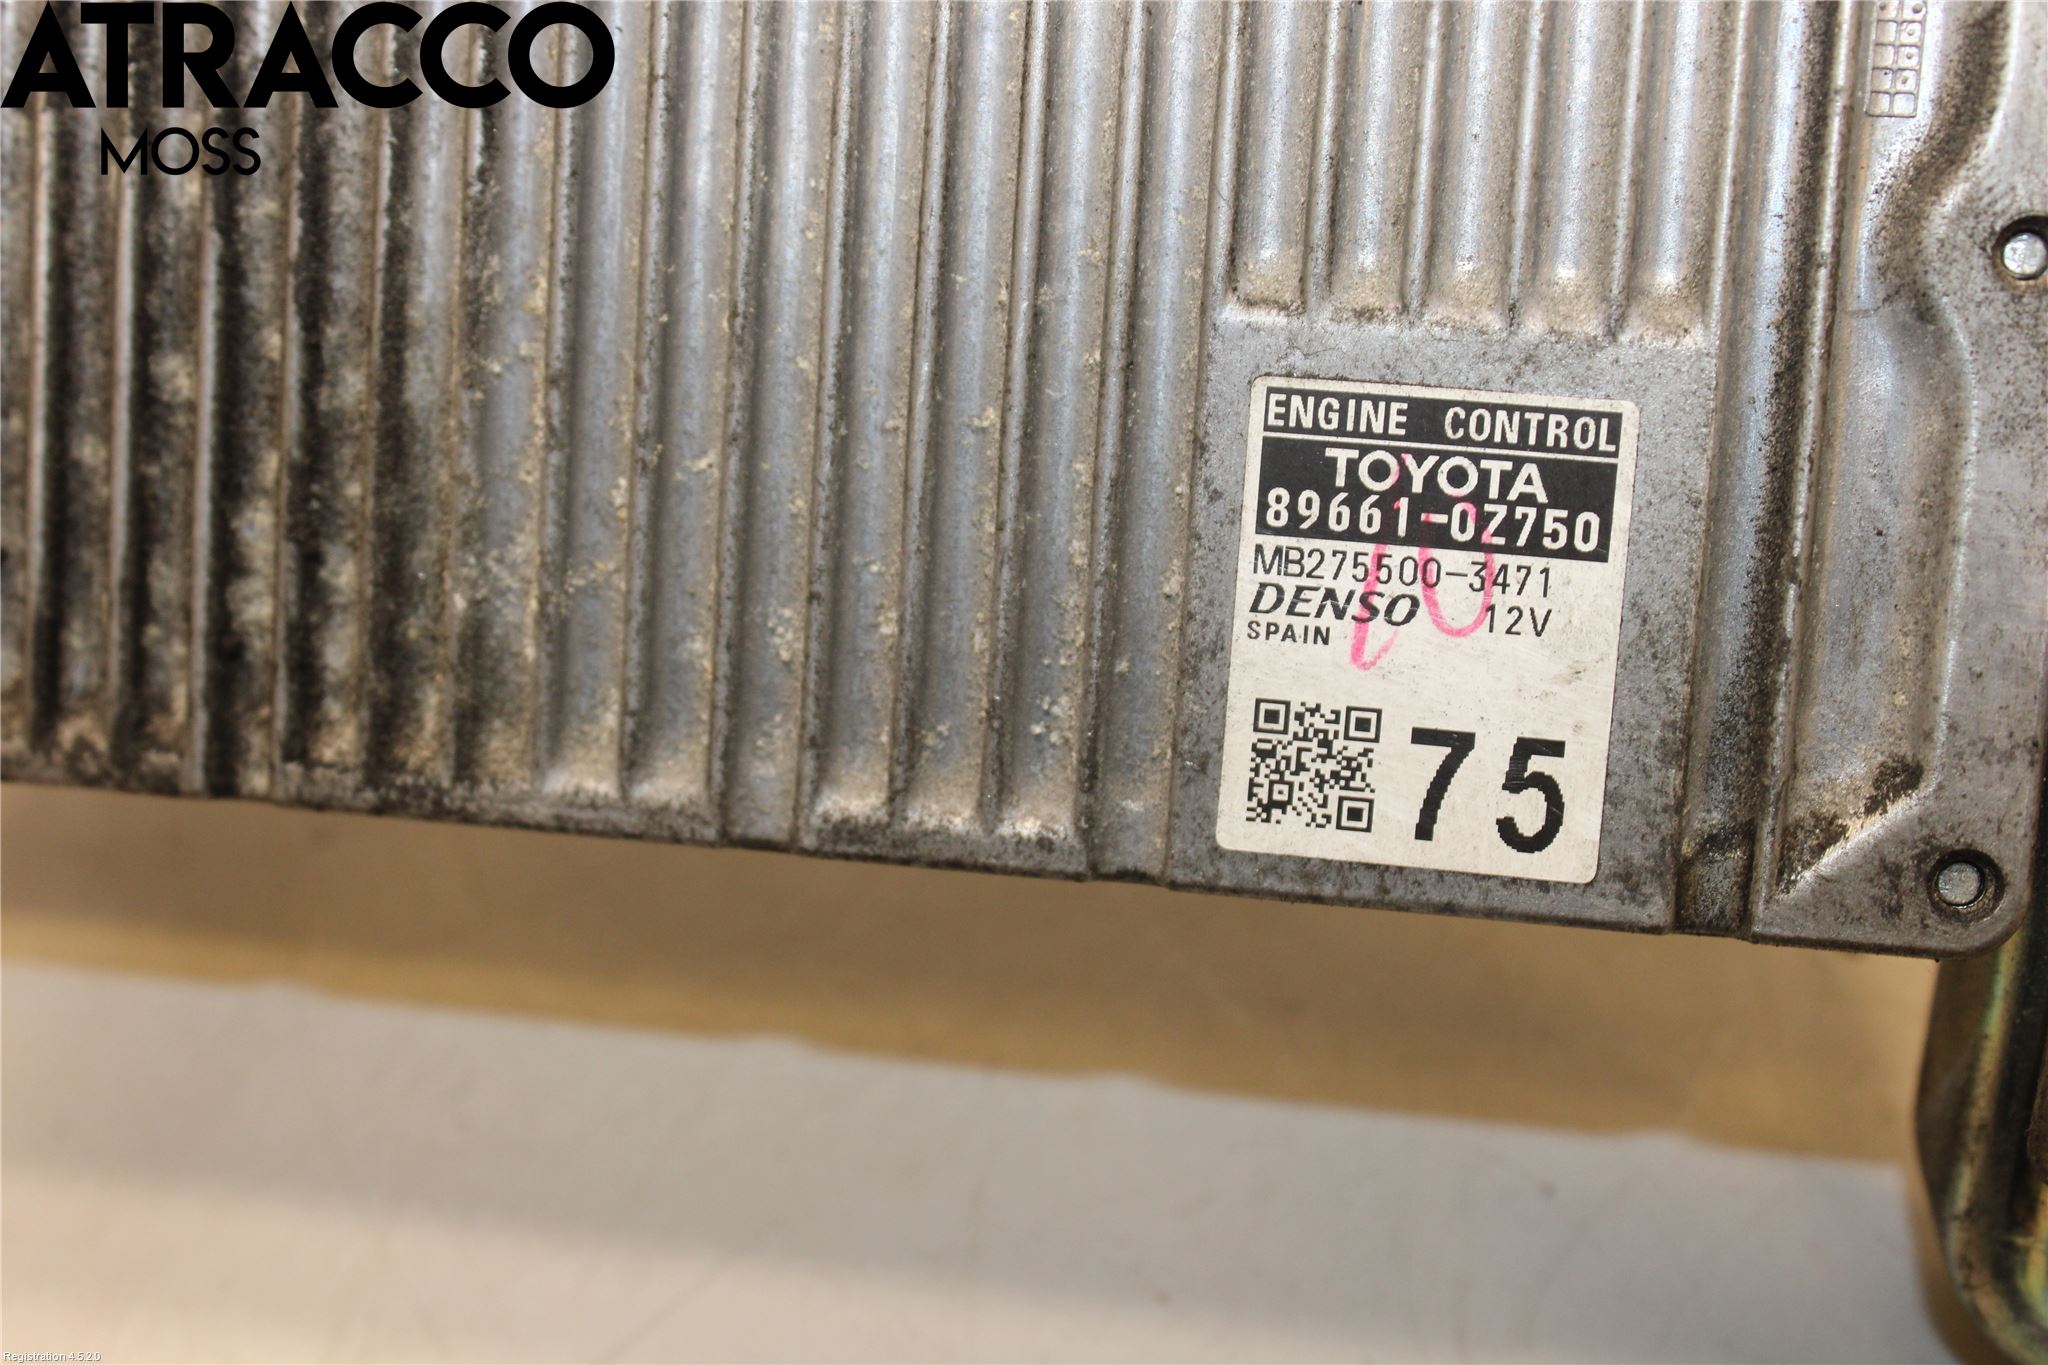 ATRACCO
MOSS
ENGINE CONTROL
TOYOTA
89661-0Z750
MB275500-3471
DENSO 12V
SPAIN
75
Registration 4.5.2.0